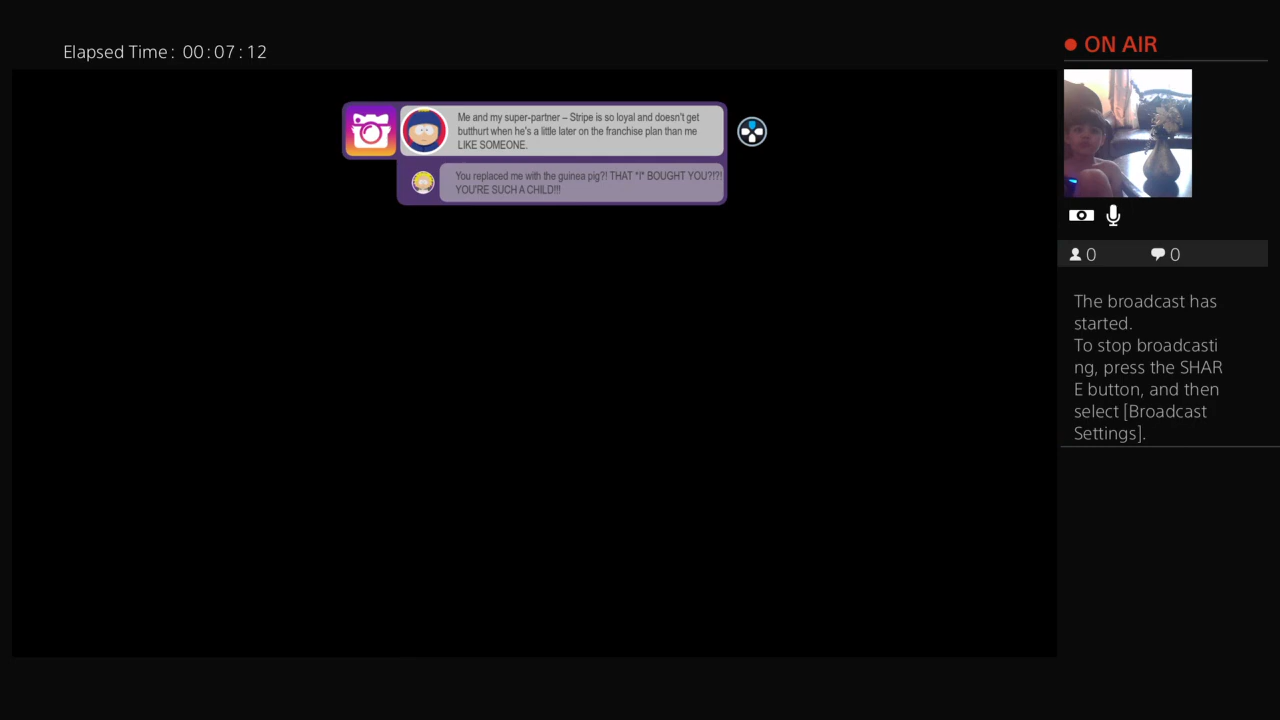 Elapsed Time: 00:07:12
ON AIR
Me and my super-partner – Stripe is so loyal and doesn't get
butthurt when he's a little later on the franchise plan than me
LIKE SOMEONE.
You replaced me with the guinea pig?! THAT *I* BOUGHT YOU?!?!
YOU'RE SUCH A CHILD!!!
0
0
The broadcast has
started.
To stop broadcasti
ng, press the SHAR
E button, and then
select [Broadcast
Settings].